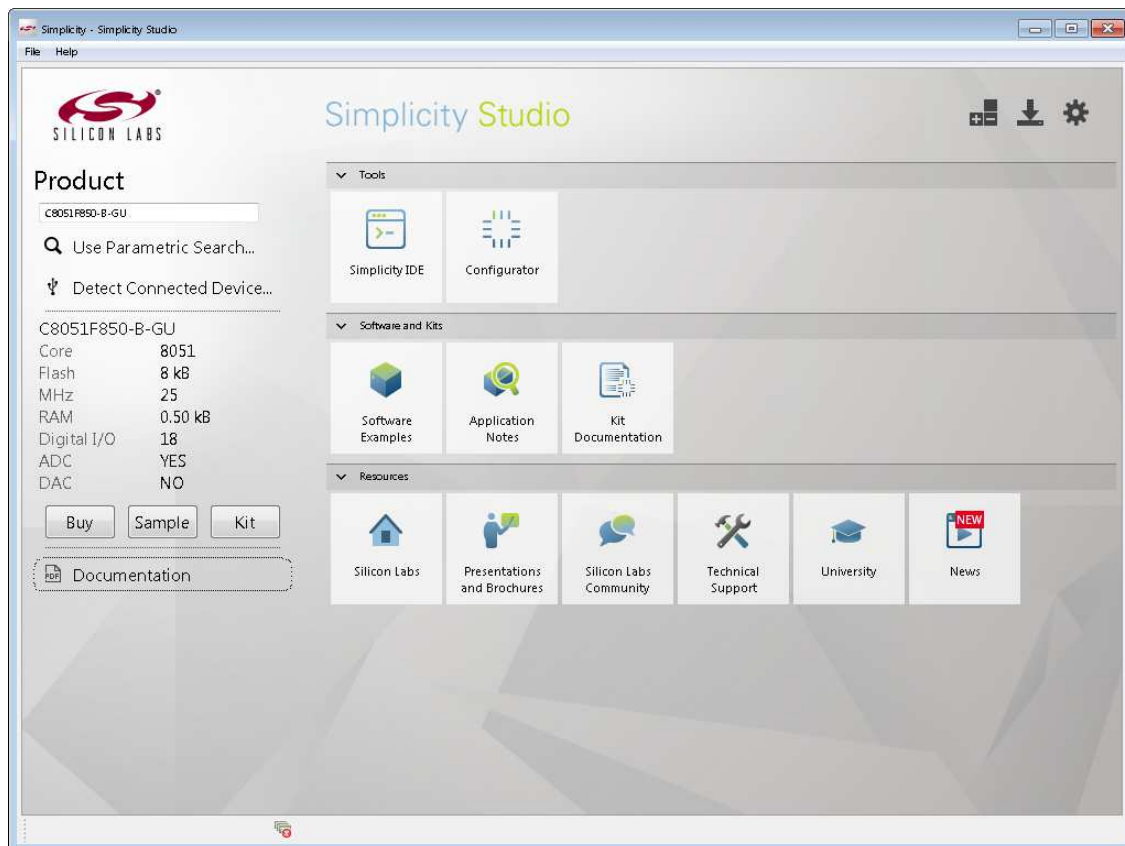 Simplicity - Simplicity Studio
File Help
SILICON LABS
Simplicity Studio
Product
C8051F850-B-GU
Use Parametric Search...
Detect Connected Device...
C8051F850-B-GU
Core 8051
Flash 8 kB
MHz 25
RAM 0.50 kB
Digital I/O 18
ADC YES
DAC NO
Buy Sample Kit
PDF Documentation
Tools
Simplicity IDE
Configurator
Software and Kits
Software
Examples
Application
Notes
Kit
Documentation
Resources
Silicon Labs
Presentations
and Brochures
Silicon Labs
Community
Technical
Support
University
NEW
News